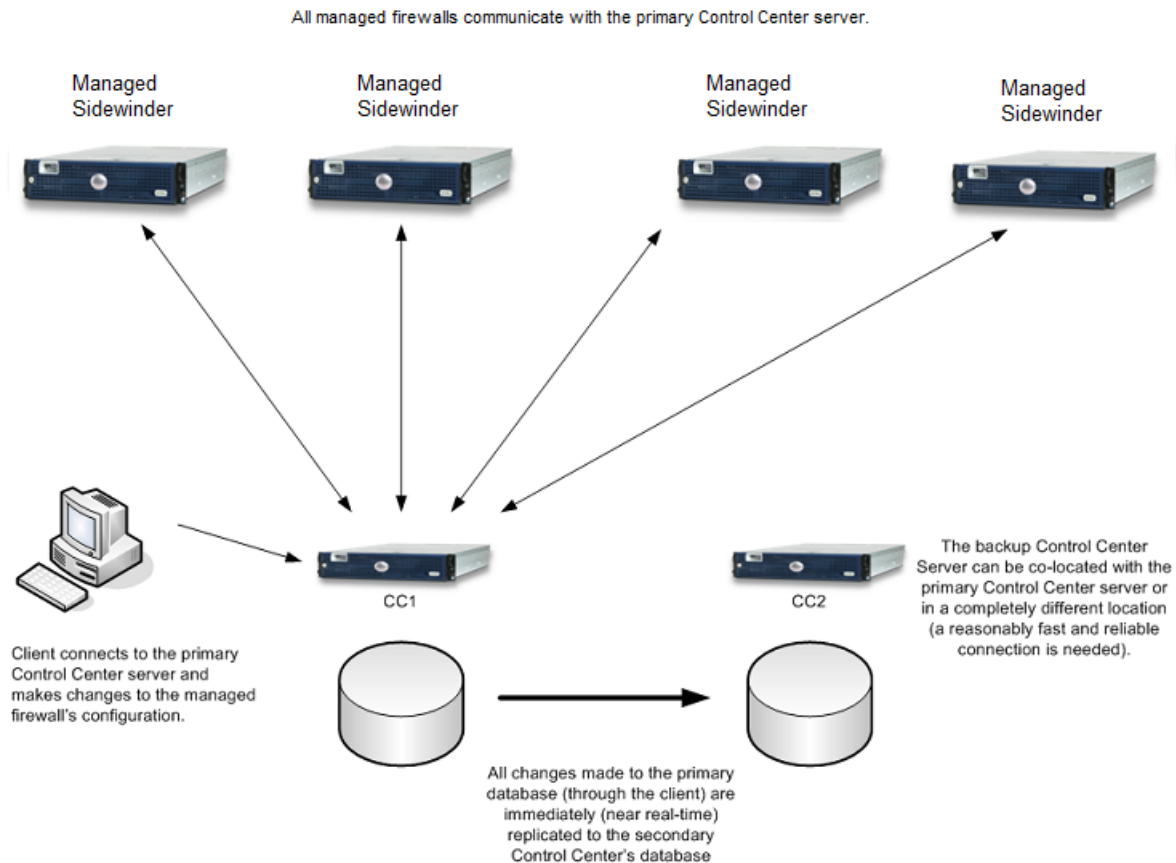 All managed firewalls communicate with the primary Control Center server.
Managed
Sidewinder
Managed
Sidewinder
Managed
Sidewinder
Managed
Sidewinder
CC1
CC2
The backup Control Center
Server can be co-located with the
primary Control Center server or
in a completely different location
(a reasonably fast and reliable
connection is needed).
Client connects to the primary
Control Center server and
makes changes to the managed
firewall's configuration.
All changes made to the primary
database (through the client) are
immediately (near real-time)
replicated to the secondary
Control Center's database